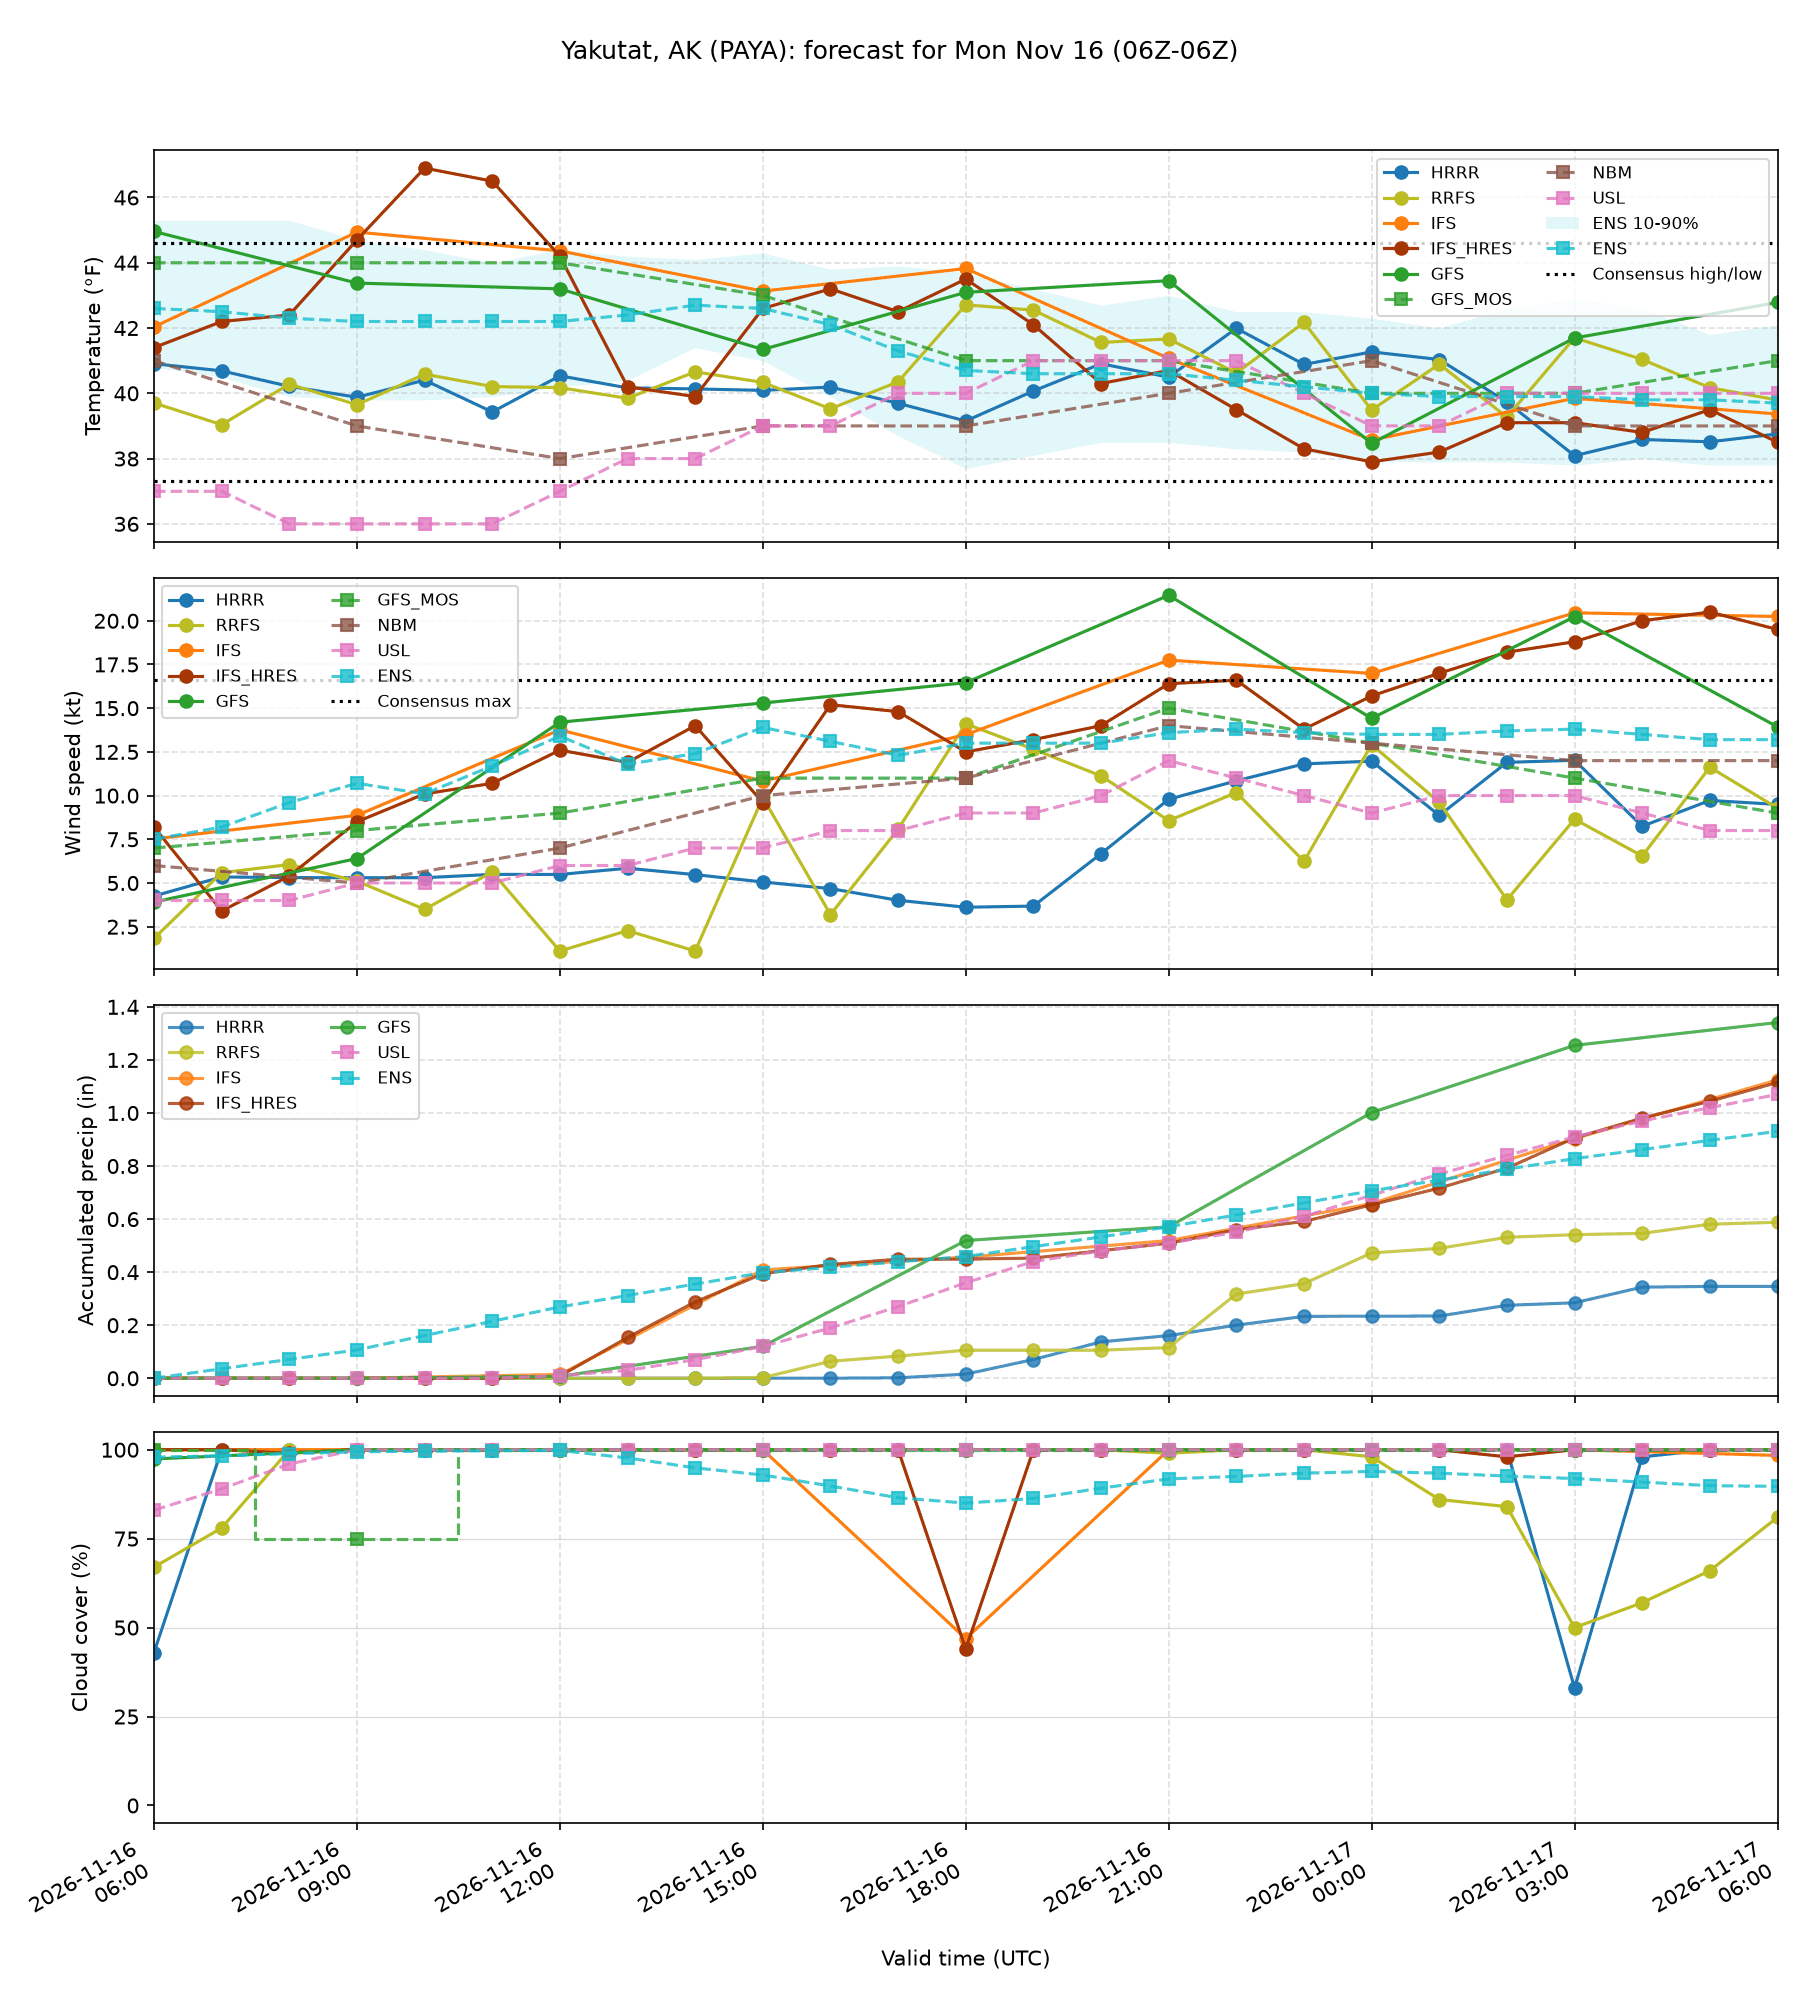 Yakutat, AK (PAYA): forecast for Mon Nov 16 (06Z-06Z)
Temperature (°F)
46
44
42
40
38
36
HRRR
RRFS
IFS
IFS_HRES
GFS
GFS_MOS
NBM
USL
ENS 10-90%
ENS
Consensus high/low
Wind speed (kt)
20.0
17.5
15.0
12.5
10.0
7.5
5.0
2.5
HRRR
RRFS
IFS
IFS_HRES
GFS
GFS_MOS
NBM
USL
ENS
Consensus max
Accumulated precip (in)
1.4
1.2
1.0
0.8
0.6
0.4
0.2
0.0
HRRR
RRFS
IFS
IFS_HRES
GFS
USL
ENS
Cloud cover (%)
100
75
50
25
0
2026-11-16
06:00
2026-11-16
09:00
2026-11-16
12:00
2026-11-16
15:00
2026-11-16
18:00
2026-11-16
21:00
2026-11-17
00:00
2026-11-17
03:00
2026-11-17
06:00
Valid time (UTC)